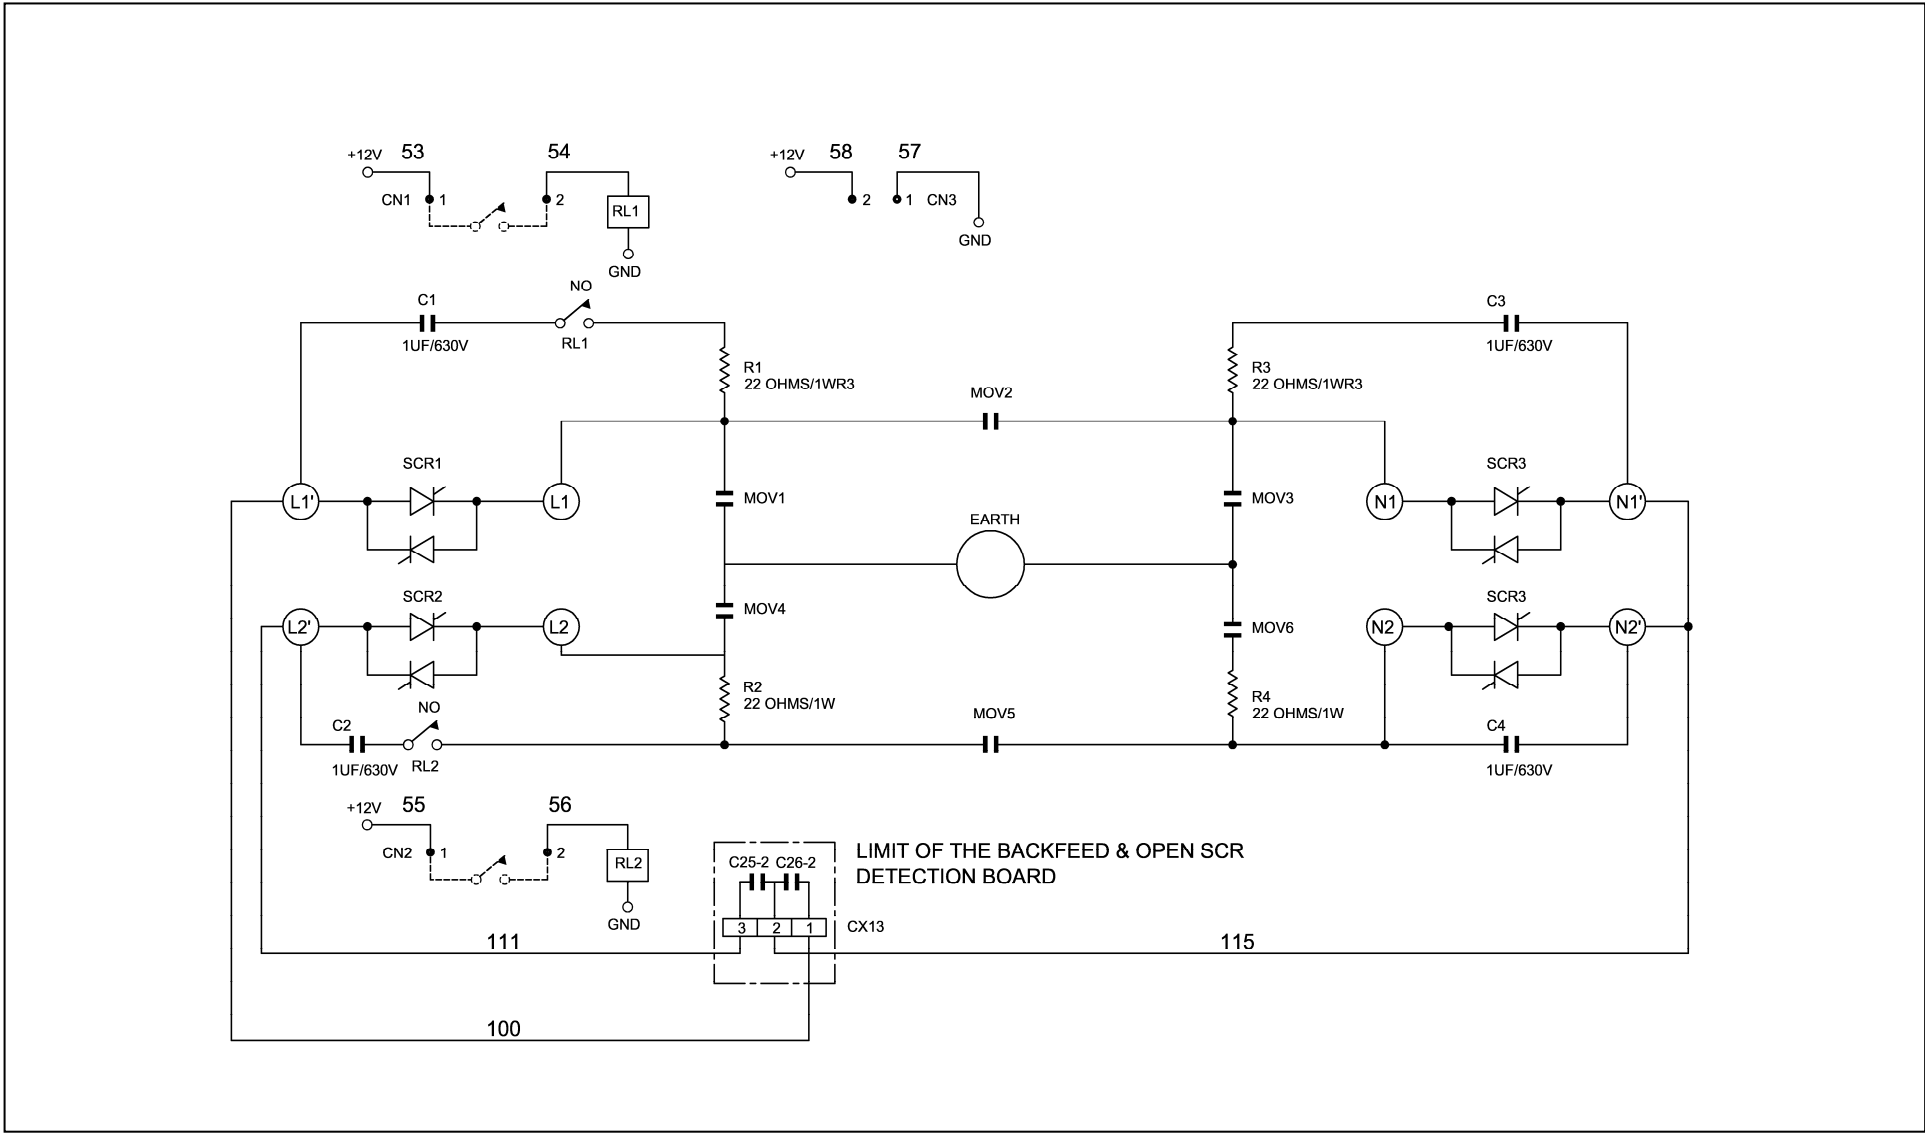 +12V 53 54
CN1 1 2
RL1
GND
+12V 58 57
2 1 CN3
GND
C1
1UF/630V
NO
RL1
C3
1UF/630V
R1
22 OHMS/1WR3
R3
22 OHMS/1WR3
MOV2
SCR1
L1' L1
MOV1
MOV3
SCR3
N1 N1'
EARTH
SCR2
L2' L2
MOV4
MOV6
SCR3
N2 N2'
R2
22 OHMS/1W
R4
22 OHMS/1W
NO
C2
1UF/630V
RL2
MOV5
C4
1UF/630V
+12V 55 56
CN2 1 2
RL2
GND
C25-2 C26-2
3 2 1
CX13
LIMIT OF THE BACKFEED & OPEN SCR
DETECTION BOARD
111
115
100